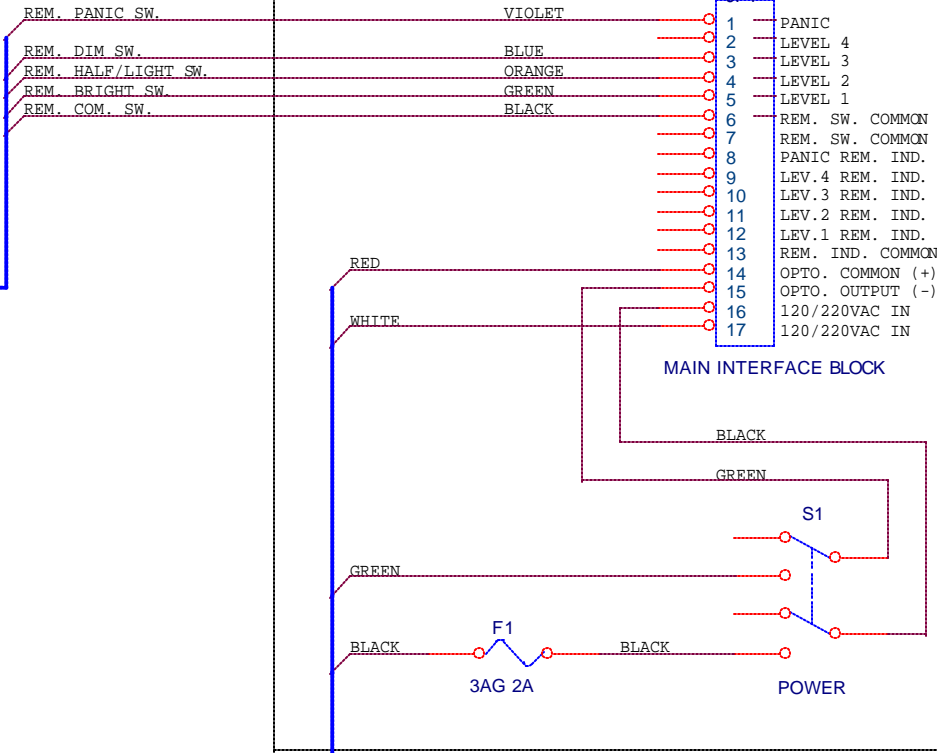 REM. PANIC SW. VIOLET 1 PANIC
2 LEVEL 4
REM. DIM SW. BLUE 3 LEVEL 3
REM. HALF/LIGHT SW. ORANGE 4 LEVEL 2
REM. BRIGHT SW. GREEN 5 LEVEL 1
REM. COM. SW. BLACK 6 REM. SW. COMMON
7 REM. SW. COMMON
8 PANIC REM. IND.
9 LEV.4 REM. IND.
10 LEV.3 REM. IND.
11 LEV.2 REM. IND.
12 LEV.1 REM. IND.
13 REM. IND. COMMON
RED 14 OPTO. COMMON (+)
15 OPTO. OUTPUT (-)
16 120/220VAC IN
WHITE 17 120/220VAC IN
MAIN INTERFACE BLOCK
BLACK
GREEN
S1
GREEN
F1
BLACK BLACK
3AG 2A POWER